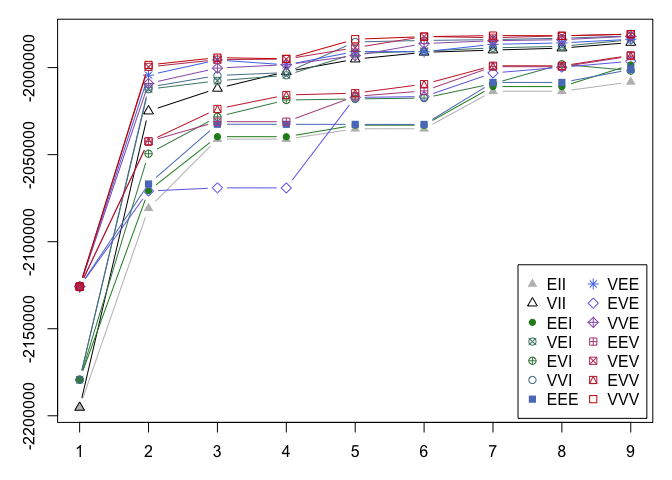 -2000000
-2050000
-2100000
-2150000
-2200000
EII VEE
VII EVE
EEI VVE
VEI EEV
EVI VEV
VVI EVV
EEE VVV
1 2 3 4 5 6 7 8 9